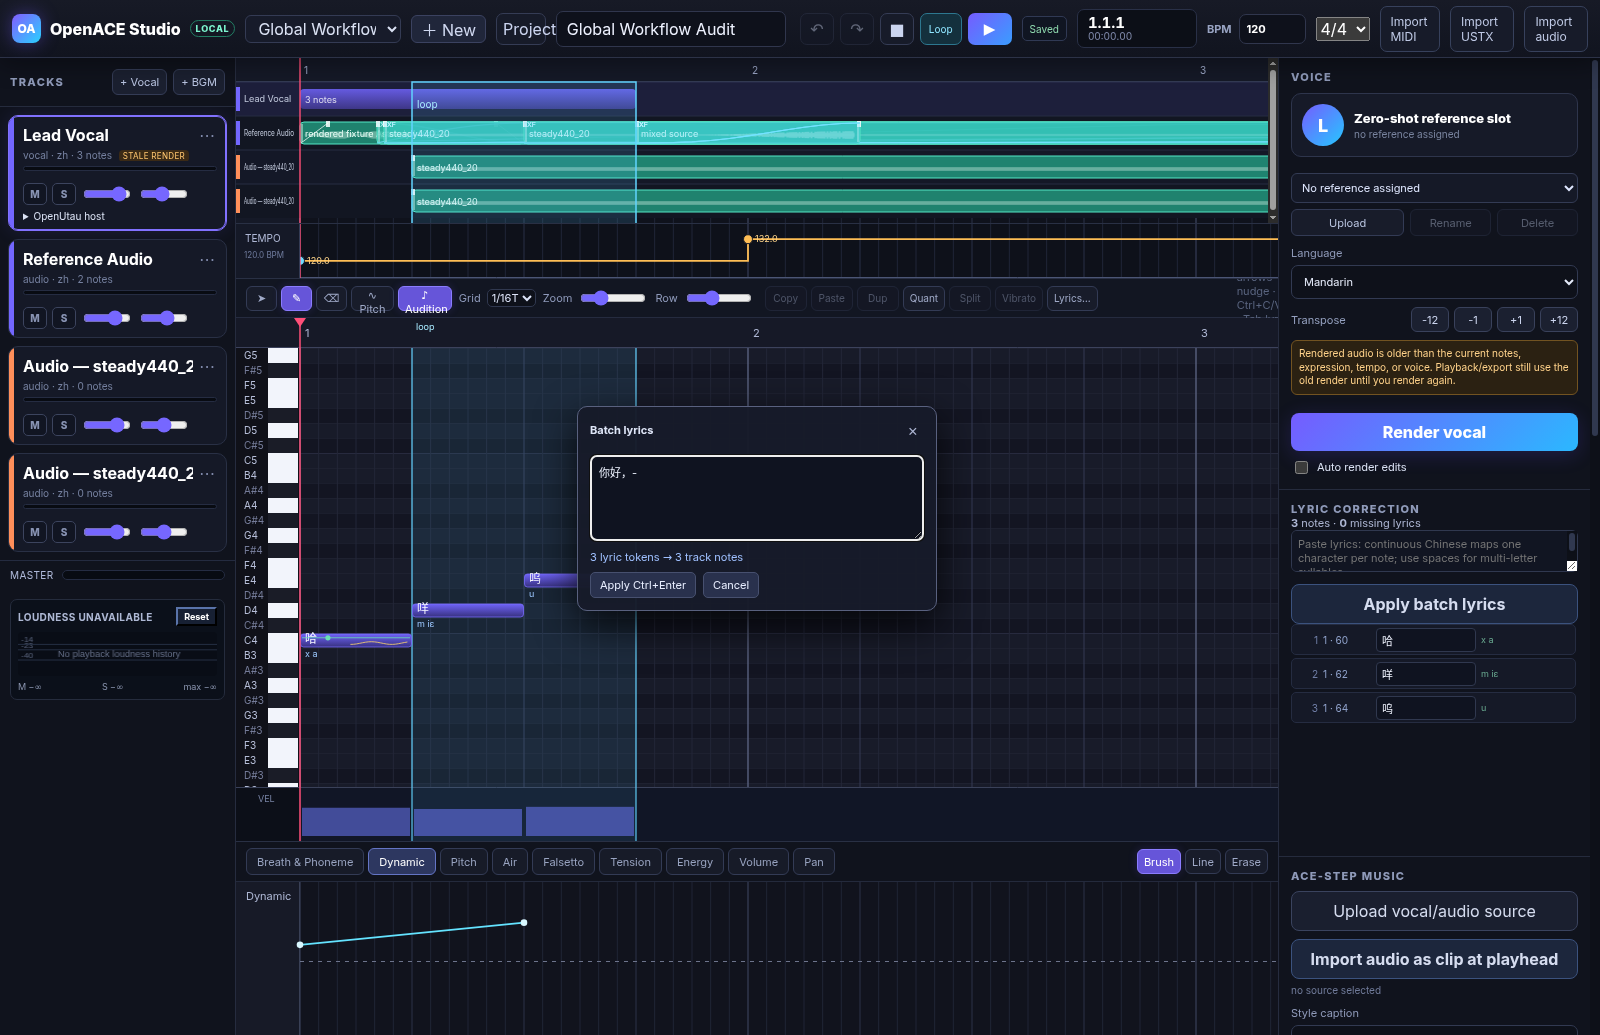 OA OpenACE Studio LOCAL Global Workflow + New Project Global Workflow Audit Loop Saved 1.1.1 00:00.00 BPM 120 4/4 Import MIDI Import USTX Import audio
TRACKS + Vocal + BGM
Lead Vocal
vocal · zh · 3 notes STALE RENDER
M S
▶ OpenUtau host
Reference Audio
audio · zh · 2 notes
M S
Audio — steady440_2
audio · zh · 0 notes
M S
Audio — steady440_2
audio · zh · 0 notes
M S
MASTER
LOUDNESS UNAVAILABLE Reset
-14
-23
-40
No playback loudness history
M −∞ S −∞ max −∞
1 2 3
Lead Vocal 3 notes loop
Reference Audio rendered fixture steady440_20 steady440_20 mixed source
Audio — steady440_20 steady440_20
Audio — steady440_20 steady440_20
TEMPO
120.0 BPM
120.0 132.0
Pitch Audition Grid 1/16T Zoom Row Copy Paste Dup Quant Split Vibrato Lyrics...
nudge ·
Ctrl+C/V
loop
1 2 3
G5
F#5
F5
E5
D#5
D5
C#5
C5
B4
A#4
A4
G#4
G4
F#4
F4
E4 呜
D#4 u
D4 咩
C#4 m iɛ
C4 哈
B3 x a
A#3
A3
G#3
G3
F#3
F3
E3
D#3
VEL
Batch lyrics ×
你好，-
3 lyric tokens → 3 track notes
Apply Ctrl+Enter Cancel
Breath & Phoneme Dynamic Pitch Air Falsetto Tension Energy Volume Pan Brush Line Erase
Dynamic
VOICE
L Zero-shot reference slot
no reference assigned
No reference assigned
Upload Rename Delete
Language
Mandarin
Transpose -12 -1 +1 +12
Rendered audio is older than the current notes,
expression, tempo, or voice. Playback/export still use the
old render until you render again.
Render vocal
Auto render edits
LYRIC CORRECTION
3 notes · 0 missing lyrics
Paste lyrics: continuous Chinese maps one
character per note; use spaces for multi-letter
Apply batch lyrics
1 1 · 60 哈 x a
2 1 · 62 咩 m iɛ
3 1 · 64 呜 u
ACE-STEP MUSIC
Upload vocal/audio source
Import audio as clip at playhead
no source selected
Style caption